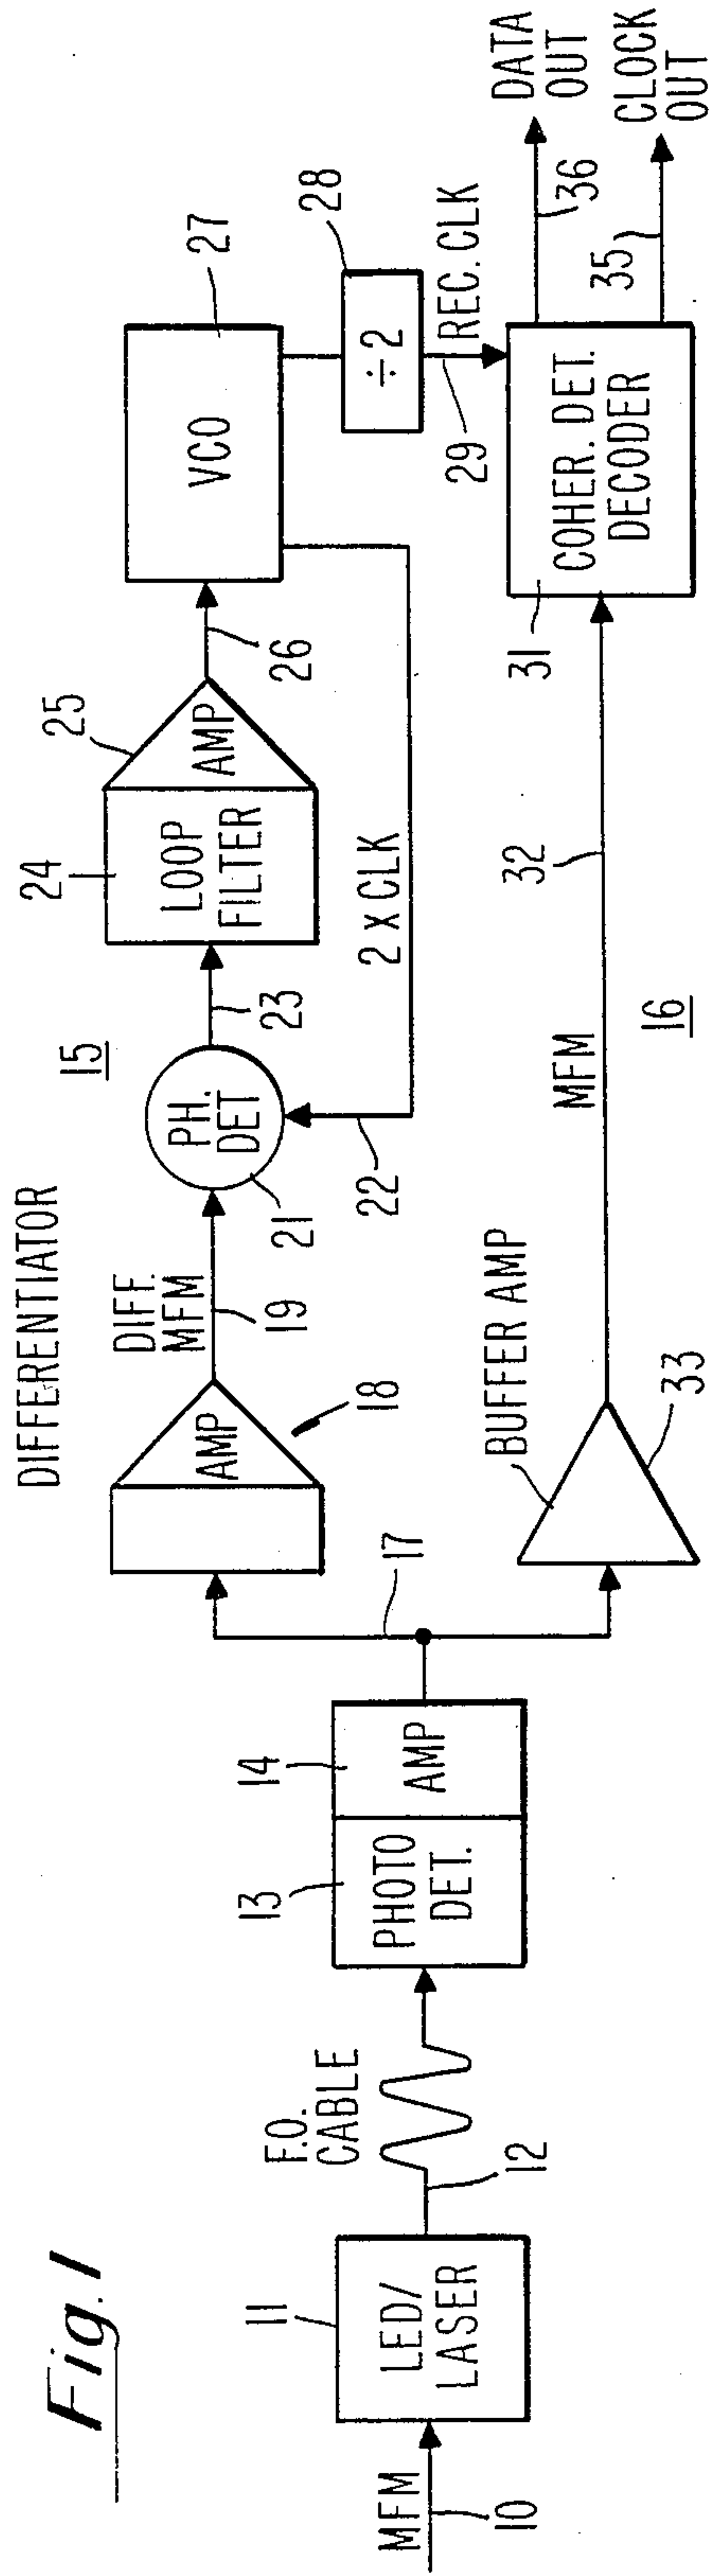 Fig. 1
MFM
10
11
LED/
LASER
12
F.O.
CABLE
13
PHOTO
DET.
14
AMP
17
DIFFERENTIATOR
AMP
18
DIFF.
MFM
19
15
PH.
DET
21
22
23
24
LOOP
FILTER
25
AMP
26
2 x CLK
VCO
27
÷2
28
REC. CLK
29
BUFFER AMP
33
MFM
16
32
31
COHER. DET.
DECODER
36
35
DATA
OUT
CLOCK
OUT